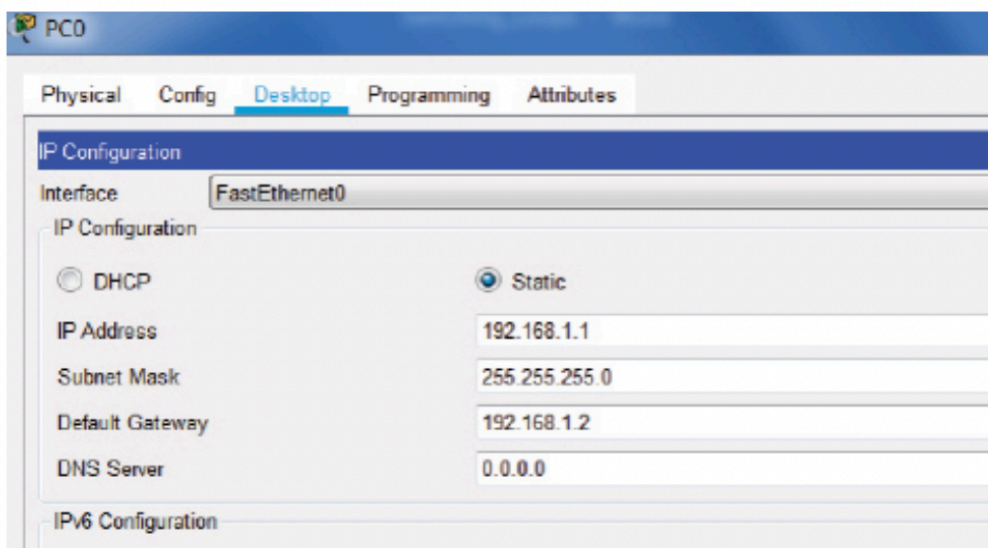 PC0
Physical Config Desktop Programming Attributes
IP Configuration
Interface FastEthernet0
IP Configuration
DHCP Static
IP Address 192.168.1.1
Subnet Mask 255.255.255.0
Default Gateway 192.168.1.2
DNS Server 0.0.0.0
IPv6 Configuration